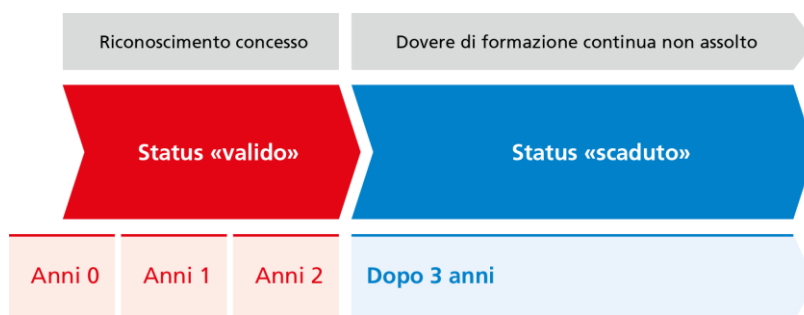 Riconoscimento concesso
Dovere di formazione continua non assolto
Status «valido»
Status «scaduto»
Anni 0
Anni 1
Anni 2
Dopo 3 anni